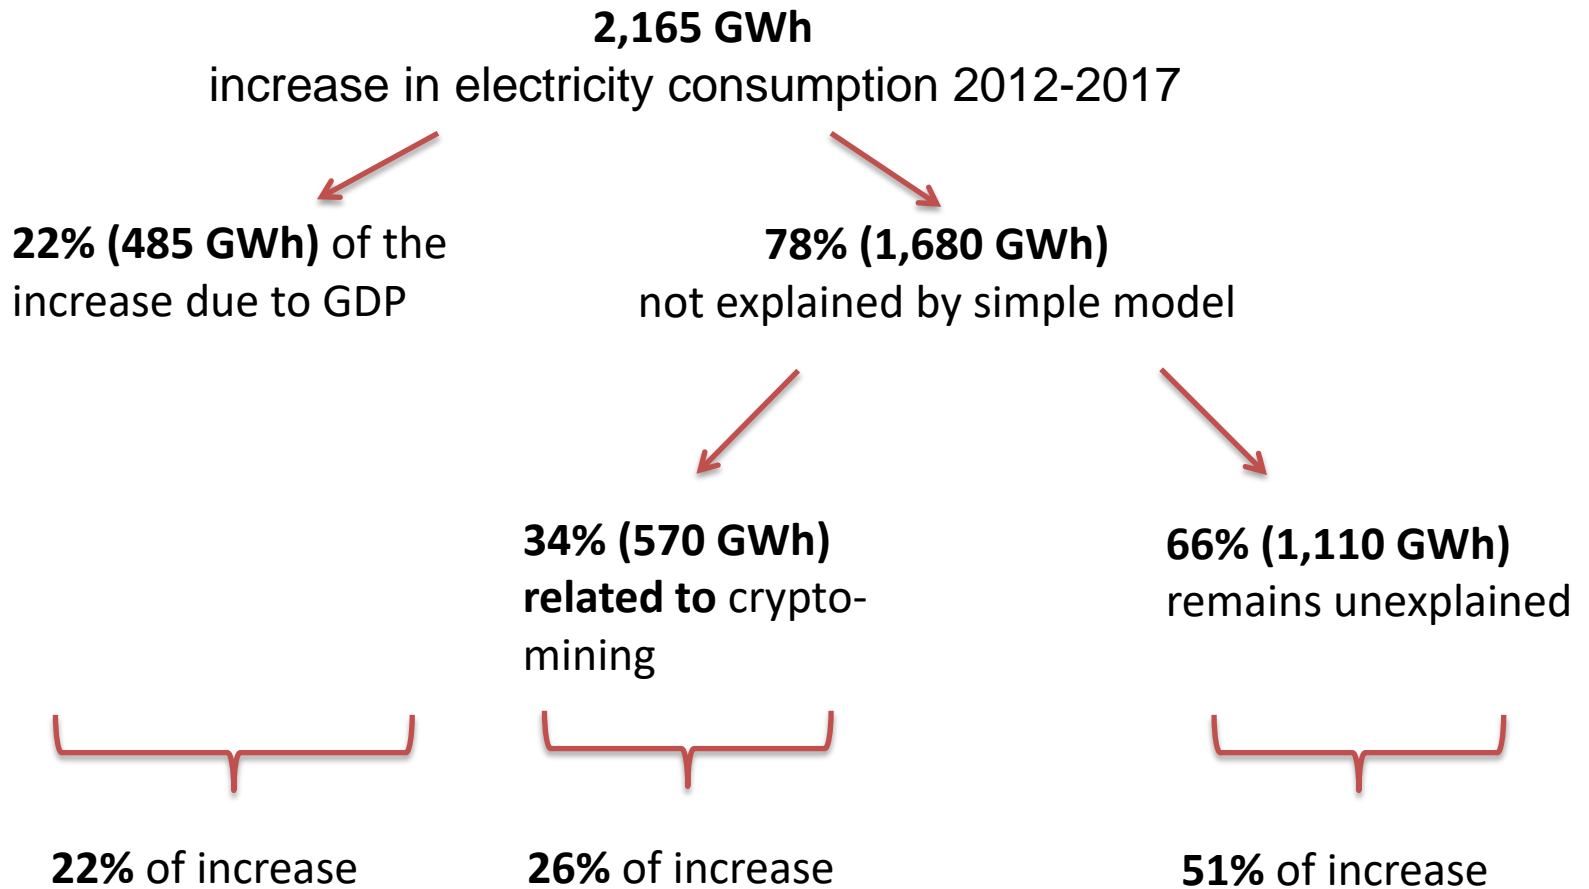 2,165 GWh
increase in electricity consumption 2012-2017
22% (485 GWh) of the
increase due to GDP
78% (1,680 GWh)
not explained by simple model
34% (570 GWh)
related to crypto-
mining
66% (1,110 GWh)
remains unexplained
22% of increase
26% of increase
51% of increase